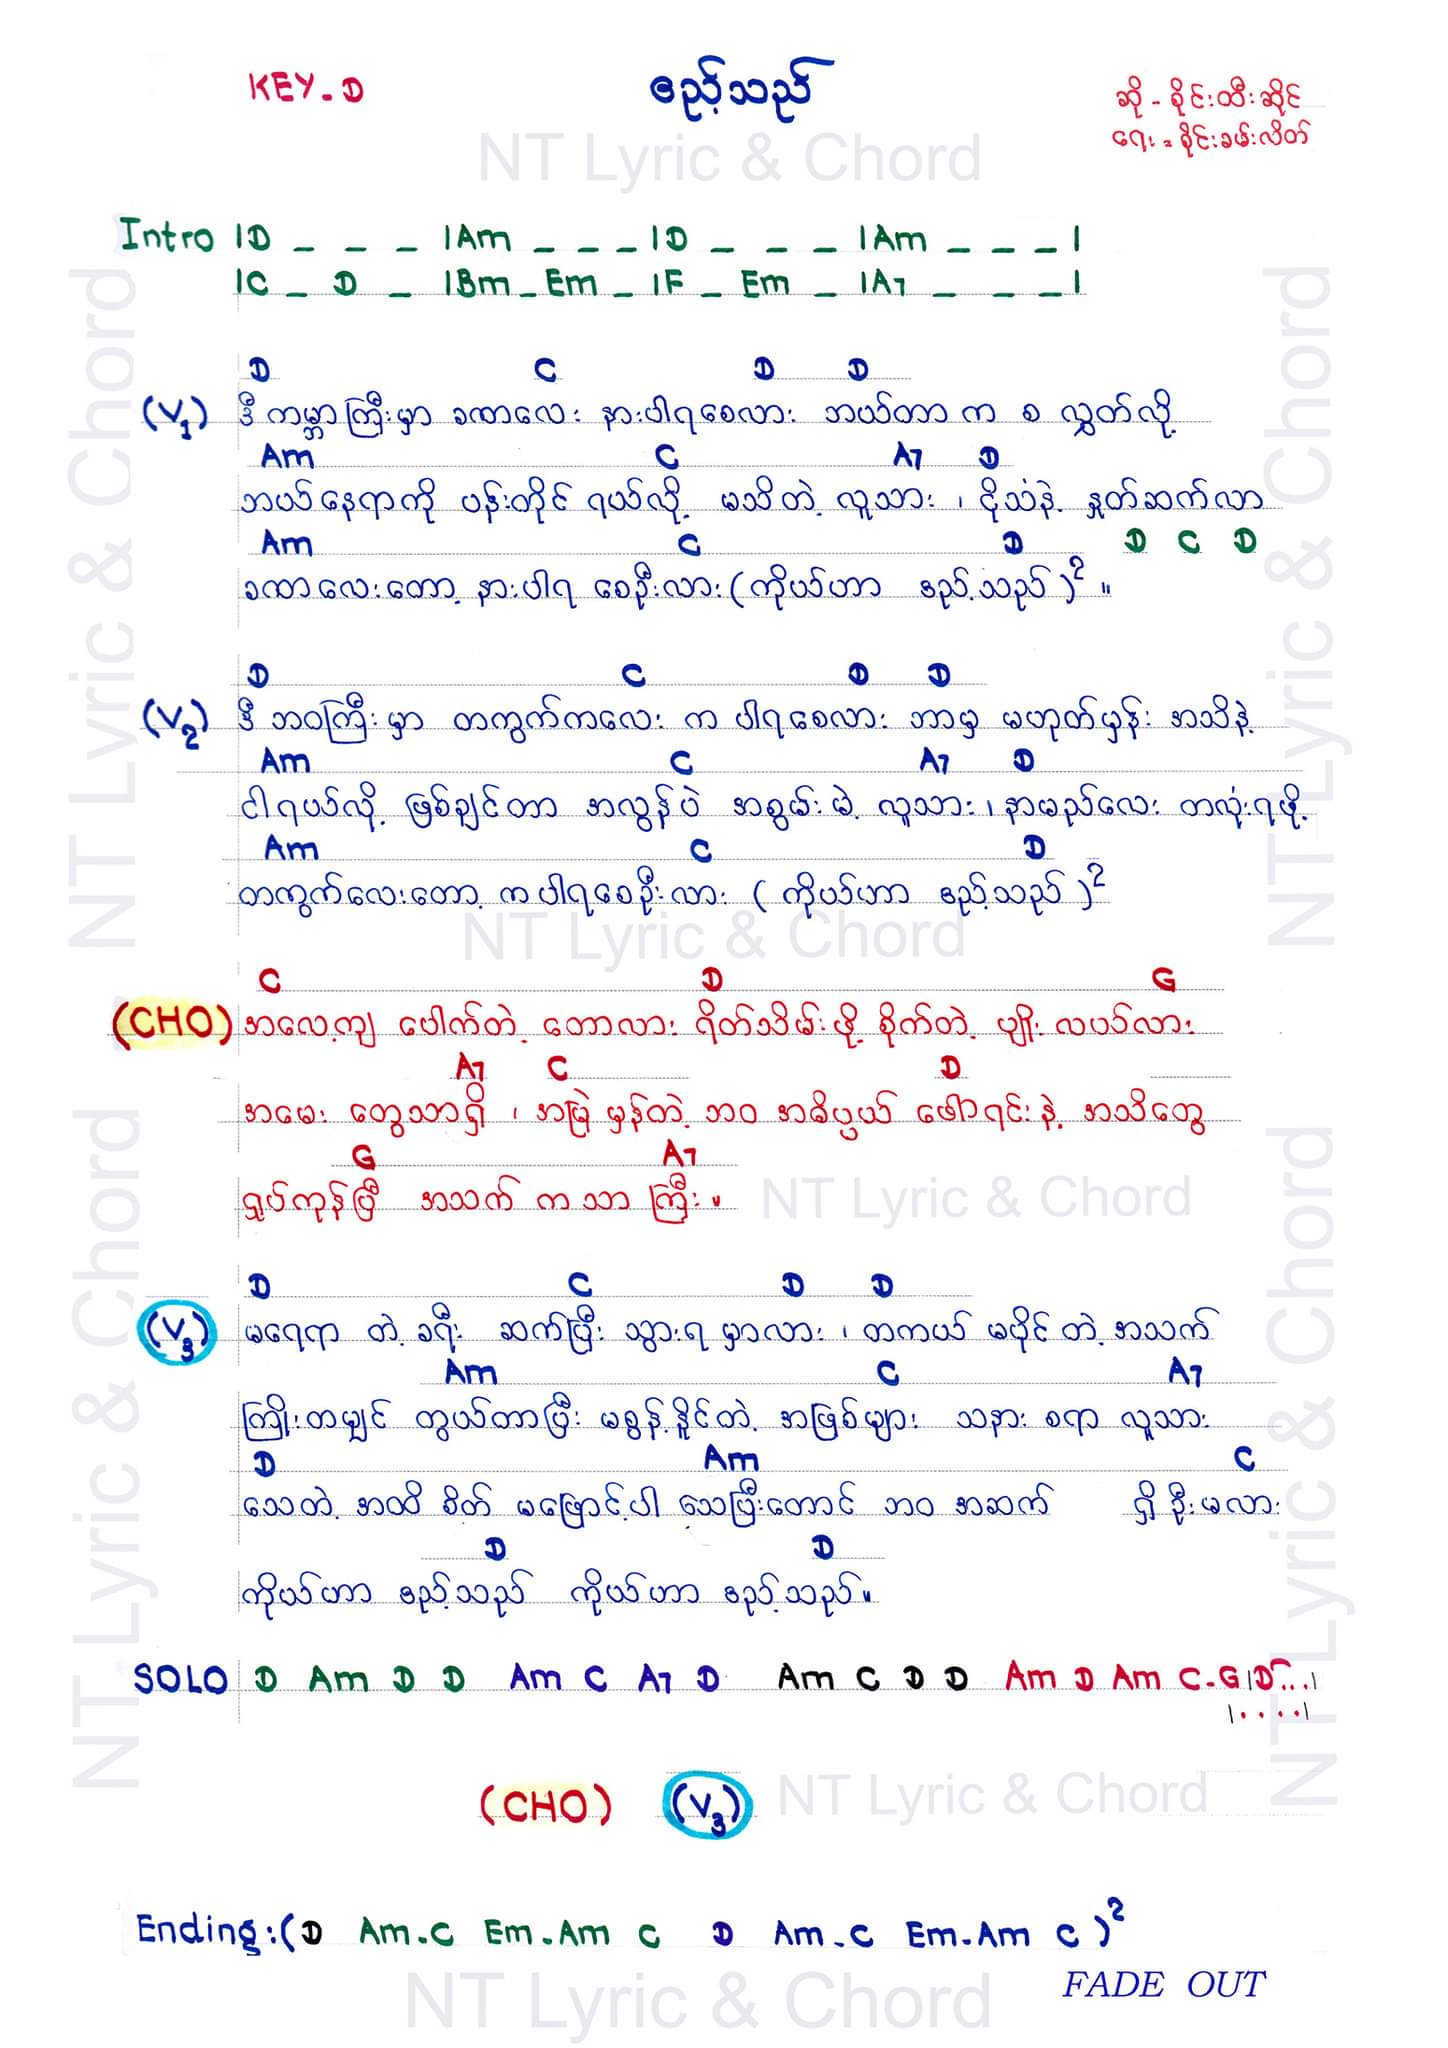 KEY - D
ဧည့်သည်
ဆို - စိုင်းထီးဆိုင်
ရေး = စိုင်းခမ်းလိတ်
NT Lyric & Chord
Intro |D _ _ _ |Am _ _ _ |D _ _ _ |Am _ _ _ |
|C _ D _ |Bm _ Em _ |F _ Em _ |A7 _ _ _ |
D C D D
(V1) ဒီ ကမ္ဘာကြီးမှာ ခဏလေး နားပါရစေလား ဘယ်တာ က စ လွှတ်လို့
Am C A7 D
ဘယ်နေရာကို ပန်းတိုင် ရယ်လို့ မသိတဲ့ လူသား ၊ ငိုသံနဲ့ နှုတ်ဆက်လာ
Am C D D C D
ခဏလေးတော့ နားပါရ စေဦးလား (ကိုယ်ဟာ ဧည့်သည်)2 ။
D C D D
(V2) ဒီ ဘဝကြီးမှာ တကွက်ကလေး က ပါရစေလား ဘာမှ မဟုတ်မှန်း အသိနဲ့
Am C A7 D
ငါရယ်လို့ ဖြစ်ချင်တာ အလွန်ပဲ အစွမ်းမဲ့ လူသား ၊ နာမည်လေး တလုံးရဖို့
Am C D
တကွက်လေးတော့ ကပါရစေဦးလား (ကိုယ်ဟာ ဧည့်သည်)2
NT Lyric & Chord
C D G
(CHO) အလေ့ကျ ပေါက်တဲ့ တောလား ရိတ်သိမ်းဖို့ စိုက်တဲ့ ပျိုး လယ်လား
A7 C D
အမေး တွေသာရှိ ၊ အမြဲ မှန်တဲ့ ဘဝ အဓိပ္ပယ် ဖေါ်ရင်းနဲ့ အသိတွေ
G A7
ရှုပ်ကုန်ပြီ အသက် က သာ ကြီး ။
NT Lyric & Chord
D C D D
(V3) မရေရာ တဲ့ ခရီး ဆက်ပြီး သွားရ မှာလား ၊ တကယ် မပိုင်တဲ့ အသက်
Am C A7
ကြိုးတမျှင် တွယ်တာပြီး မစွန့်နိုင်တဲ့ အဖြစ်များ သနား စရာ လူသား
D Am C
သေတဲ့ အထိ စိတ် မဖြောင့်ပါ သေပြီးတောင် ဘဝ အဆက် ရှိဦးမလား
D D
ကိုယ်ဟာ ဧည့်သည် ကိုယ်ဟာ ဧည့်သည် ။
SOLO D Am D D Am C A7 D Am C D D Am D Am C - G |D . . . |
| . . . . |
(CHO) (V3)
NT Lyric & Chord
Ending : (D Am - C Em - Am C D Am - C Em - Am C)2
FADE OUT
NT Lyric & Chord
NT Lyric & Chord
NT Lyric & Chord
NT Lyric & Chord
NT Lyric & Chord